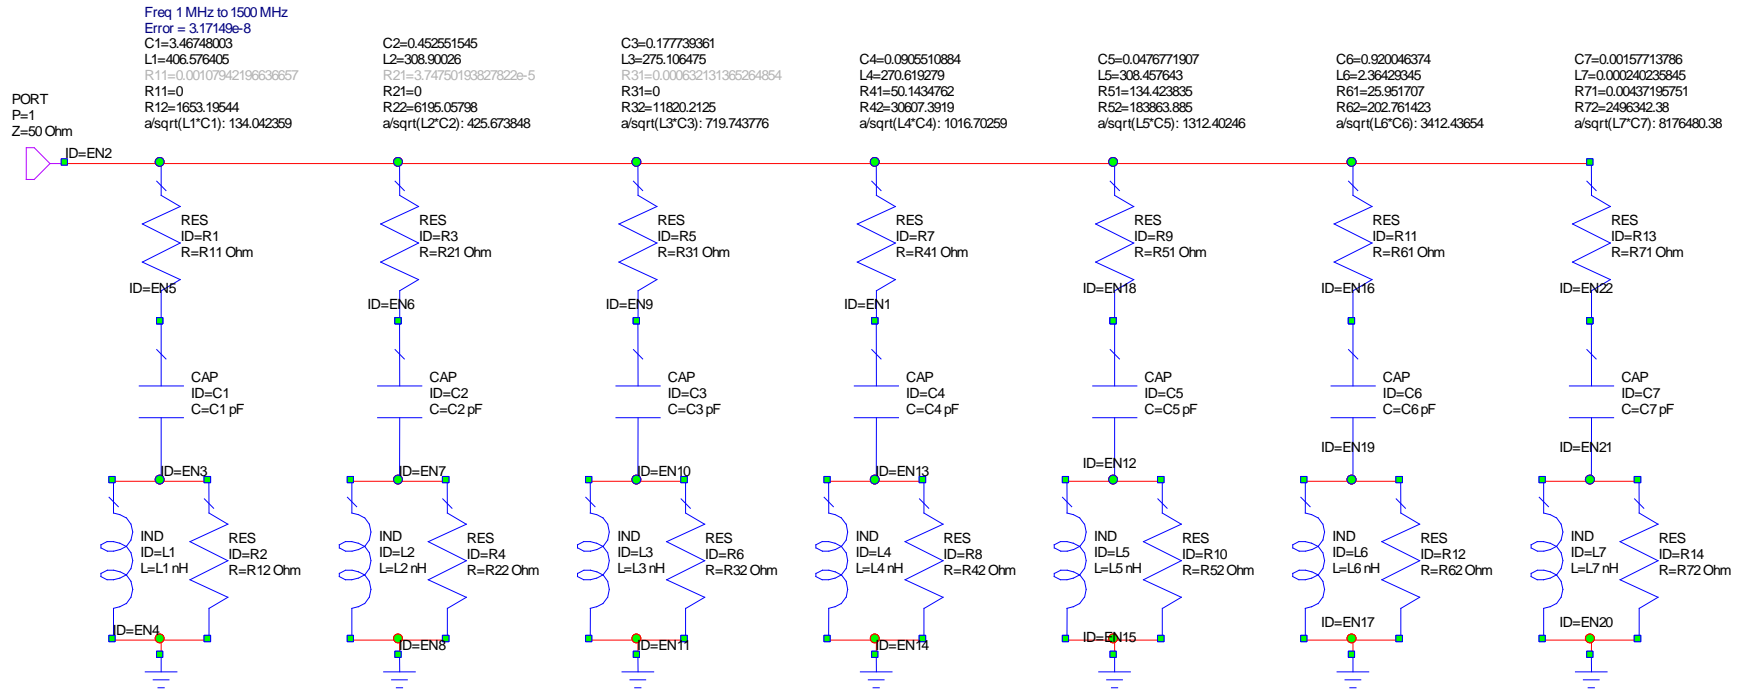 Freq 1 MHz to 1500 MHz
Error = 3.17149e-8
C1=3.46748003
L1=406.576405
R11=0.00107942196636657
R11=0
R12=1653.19544
a/sqrt(L1*C1): 134.042359
C2=0.452551545
L2=308.90026
R21=3.74750193827822e-5
R21=0
R22=6195.05798
a/sqrt(L2*C2): 425.673848
C3=0.177739361
L3=275.106475
R31=0.000632131365264854
R31=0
R32=11820.2125
a/sqrt(L3*C3): 719.743776
C4=0.0905510884
L4=270.619279
R41=50.1434762
R42=30607.3919
a/sqrt(L4*C4): 1016.70259
C5=0.0476771907
L5=308.457643
R51=134.423835
R52=183863.885
a/sqrt(L5*C5): 1312.40246
C6=0.920046374
L6=2.36429345
R61=25.951707
R62=202.761423
a/sqrt(L6*C6): 3412.43654
C7=0.00157713786
L7=0.000240235845
R71=0.00437195751
R72=2496342.38
a/sqrt(L7*C7): 8176480.38
PORT
P=1
Z=50 Ohm
ID=EN2
RES
ID=R1
R=R11 Ohm
RES
ID=R3
R=R21 Ohm
RES
ID=R5
R=R31 Ohm
RES
ID=R7
R=R41 Ohm
RES
ID=R9
R=R51 Ohm
RES
ID=R11
R=R61 Ohm
RES
ID=R13
R=R71 Ohm
ID=EN5
ID=EN6
ID=EN9
ID=EN1
ID=EN18
ID=EN16
ID=EN22
CAP
ID=C1
C=C1 pF
CAP
ID=C2
C=C2 pF
CAP
ID=C3
C=C3 pF
CAP
ID=C4
C=C4 pF
CAP
ID=C5
C=C5 pF
CAP
ID=C6
C=C6 pF
CAP
ID=C7
C=C7 pF
ID=EN3
ID=EN7
ID=EN10
ID=EN13
ID=EN12
ID=EN19
ID=EN21
IND
ID=L1
L=L1 nH
RES
ID=R2
R=R12 Ohm
IND
ID=L2
L=L2 nH
RES
ID=R4
R=R22 Ohm
IND
ID=L3
L=L3 nH
RES
ID=R6
R=R32 Ohm
IND
ID=L4
L=L4 nH
RES
ID=R8
R=R42 Ohm
IND
ID=L5
L=L5 nH
RES
ID=R10
R=R52 Ohm
IND
ID=L6
L=L6 nH
RES
ID=R12
R=R62 Ohm
IND
ID=L7
L=L7 nH
RES
ID=R14
R=R72 Ohm
ID=EN4
ID=EN8
ID=EN11
ID=EN14
ID=EN15
ID=EN17
ID=EN20